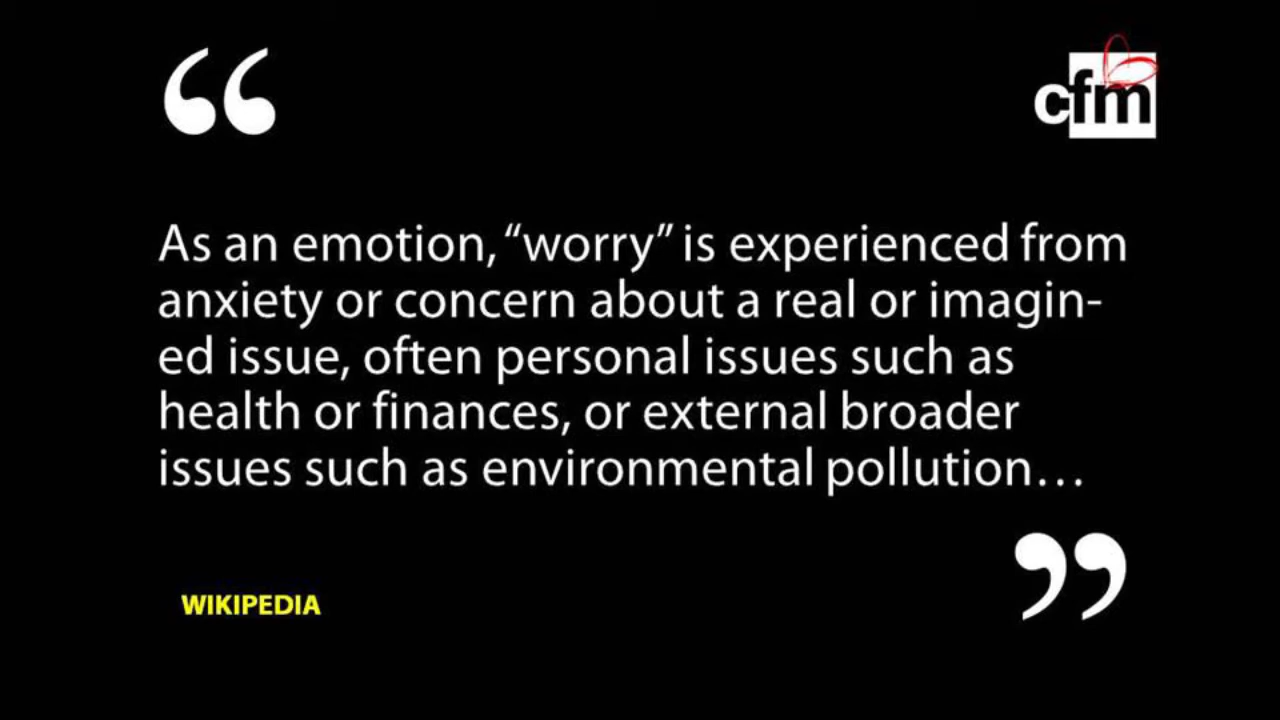 “
cfm
As an emotion, “worry” is experienced from
anxiety or concern about a real or imagin-
ed issue, often personal issues such as
health or finances, or external broader
issues such as environmental pollution…
”
WIKIPEDIA